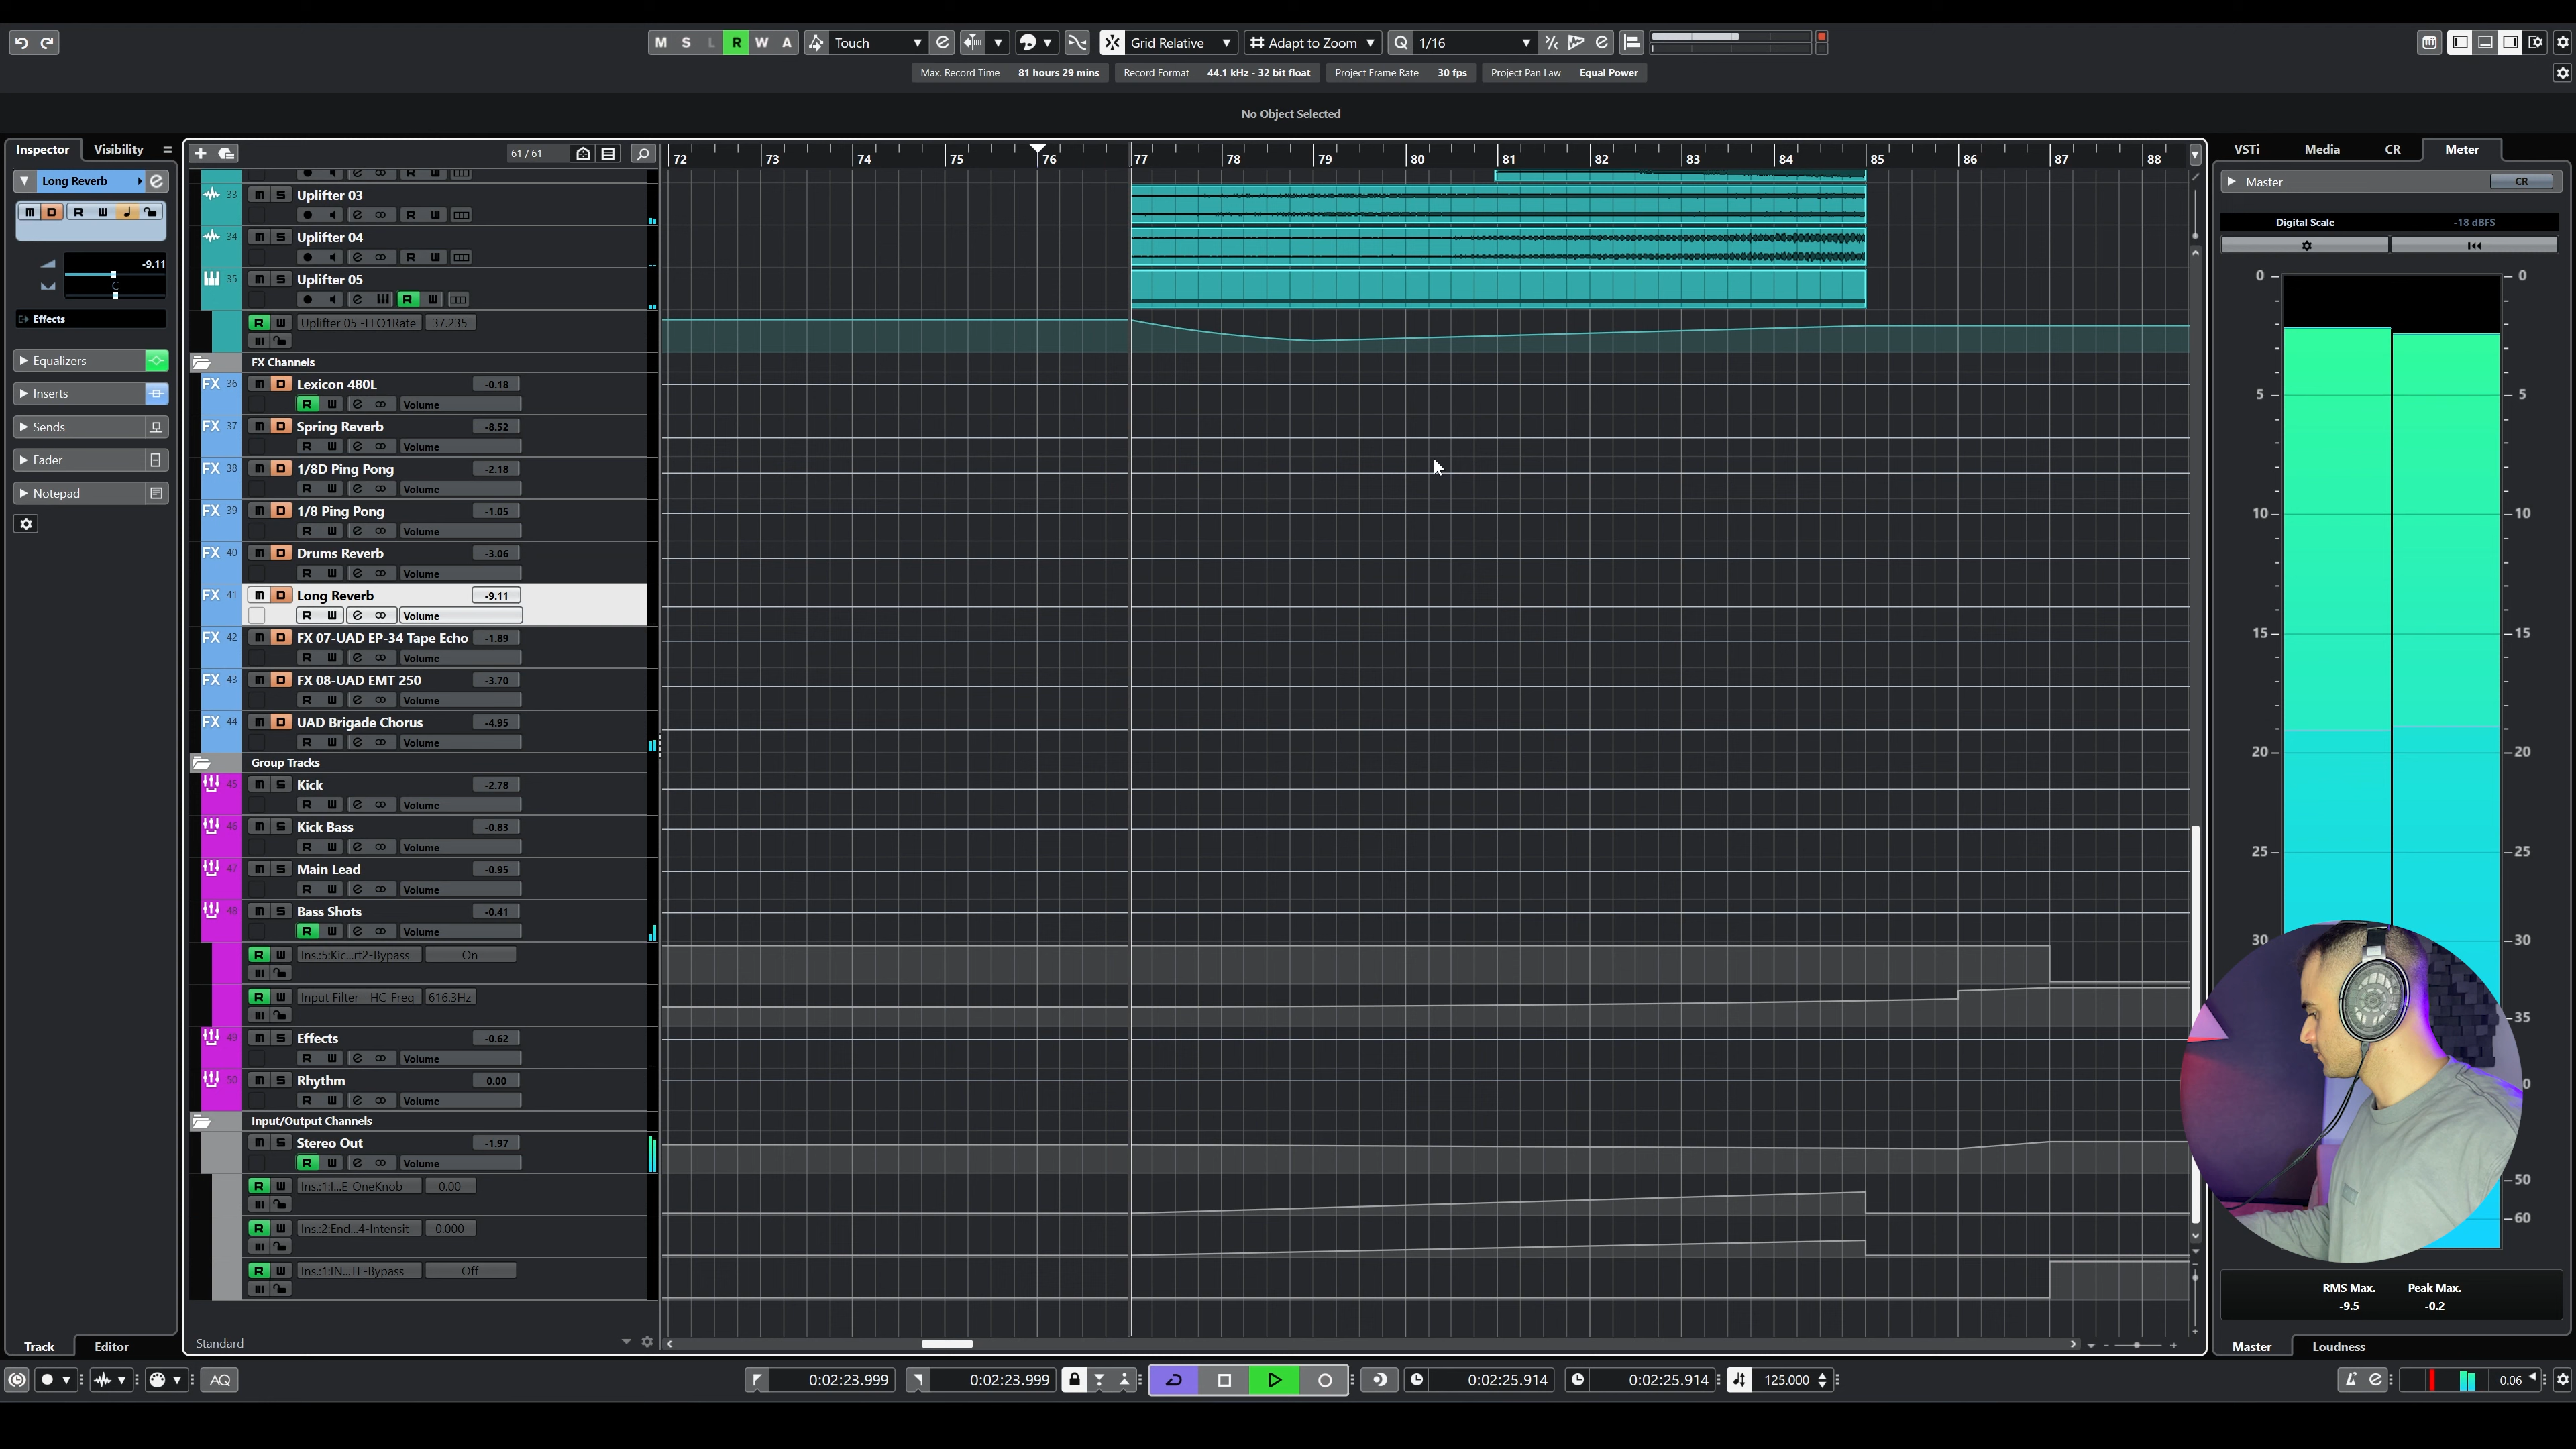 M S L R W A Touch Grid Relative Adapt to Zoom Q 1/16
Max. Record Time 81 hours 29 mins Record Format 44.1 kHz - 32 bit float Project Frame Rate 30 fps Project Pan Law Equal Power
No Object Selected
Inspector Visibility
Long Reverb
-9.11
C
Effects
Equalizers
Inserts
Sends
Fader
Notepad
Track Editor
61 / 61
72 73 74 75 76 77 78 79 80 81 82 83 84 85 86 87 88
33 M S Uplifter 03
R W
34 M S Uplifter 04
R W
35 M S Uplifter 05
R W
R W Uplifter 05 -LFO1Rate 37.235
FX Channels
FX 36 M D Lexicon 480L -0.18
R W Volume
FX 37 M D Spring Reverb -8.52
R W Volume
FX 38 M D 1/8D Ping Pong -2.18
R W Volume
FX 39 M D 1/8 Ping Pong -1.05
R W Volume
FX 40 M D Drums Reverb -3.06
R W Volume
FX 41 M D Long Reverb -9.11
R W Volume
FX 42 M D FX 07-UAD EP-34 Tape Echo -1.89
R W Volume
FX 43 M D FX 08-UAD EMT 250 -3.70
R W Volume
FX 44 M D UAD Brigade Chorus -4.95
R W Volume
Group Tracks
45 M S Kick -2.78
R W Volume
46 M S Kick Bass -0.83
R W Volume
47 M S Main Lead -0.95
R W Volume
48 M S Bass Shots -0.41
R W Volume
R W Ins.:5:Kic...rt2-Bypass On
R W Input Filter - HC-Freq 616.3Hz
49 M S Effects -0.62
R W Volume
50 M S Rhythm 0.00
R W Volume
Input/Output Channels
M S Stereo Out -1.97
R W Volume
R W Ins.:1:I...E-OneKnob 0.00
R W Ins.:2:End...4-Intensit 0.000
R W Ins.:1:IN...TE-Bypass Off
Standard
VSTi Media CR Meter
Master CR
Digital Scale -18 dBFS
0 0
5 5
10 10
15 15
20 20
25 25
30 30
35
50
60
RMS Max. Peak Max.
-9.5 -0.2
Master Loudness
AQ 0:02:23.999 0:02:23.999 0:02:25.914 0:02:25.914 125.000 -0.06